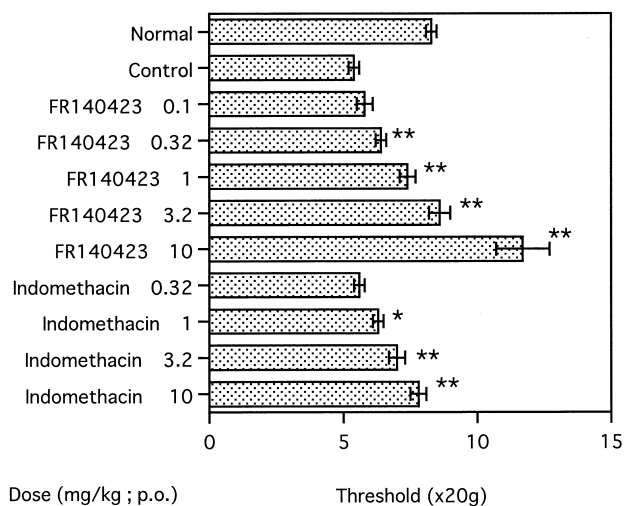 Normal
Control
FR140423 0.1
FR140423 0.32 **
FR140423 1 **
FR140423 3.2 **
FR140423 10 **
Indomethacin 0.32
Indomethacin 1 *
Indomethacin 3.2 **
Indomethacin 10 **
0 5 10 15
Dose (mg/kg ; p.o.) Threshold (x20g)